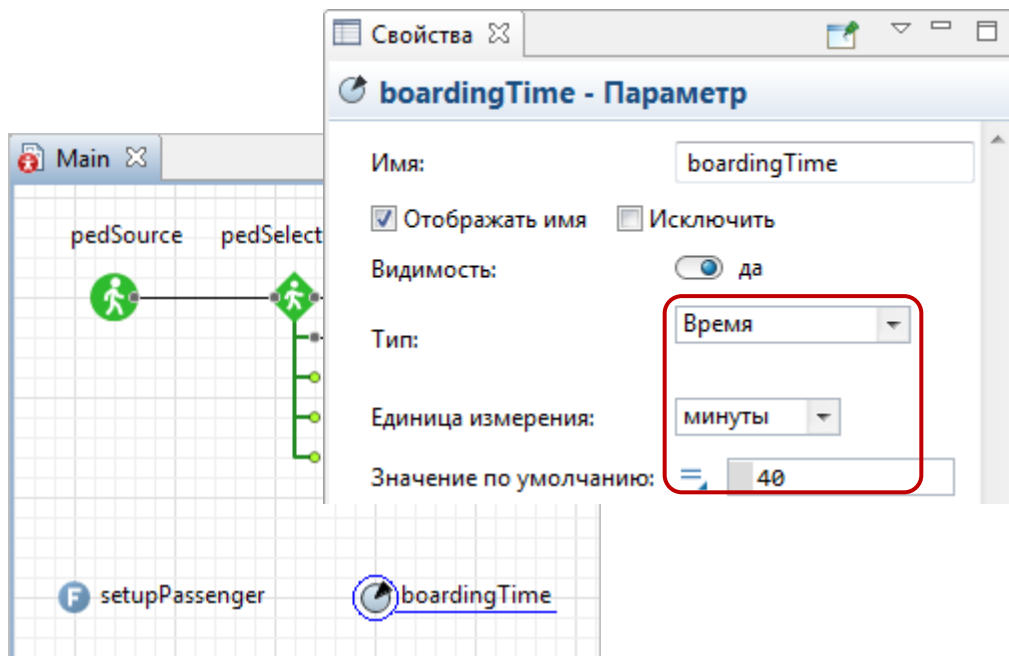 Свойства
boardingTime - Параметр
Имя: boardingTime
Отображать имя Исключить
Видимость: да
Тип: Время
Единица измерения: минуты
Значение по умолчанию: 40
Main
pedSource pedSelect
F setupPassenger boardingTime